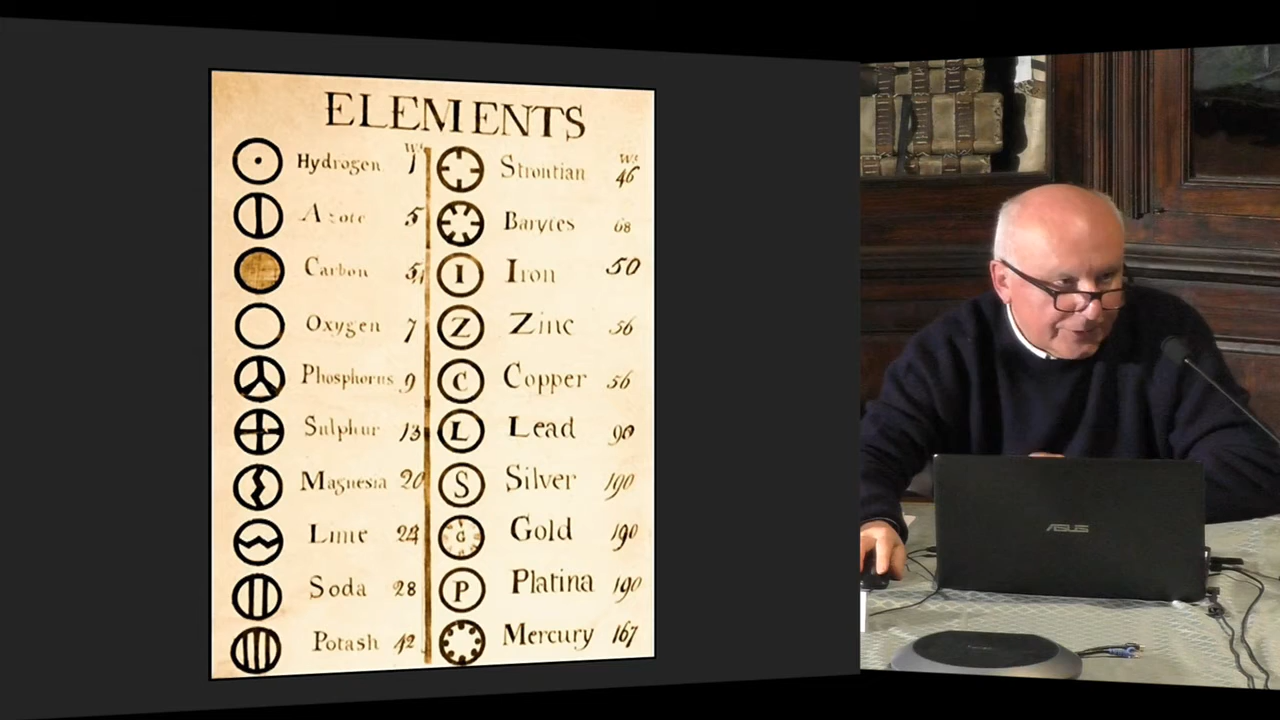 ELEMENTS
Wt
Hydrogen 1
Azote 5
Carbon 5
Oxygen 7
Phosphorus 9
Sulphur 13
Magnesia 20
Lime 24
Soda 28
Potash 42
Wt
Strontian 46
Barytes 68
I Iron 50
Z Zinc 56
C Copper 56
L Lead 90
S Silver 190
G Gold 190
P Platina 190
Mercury 167
ASUS